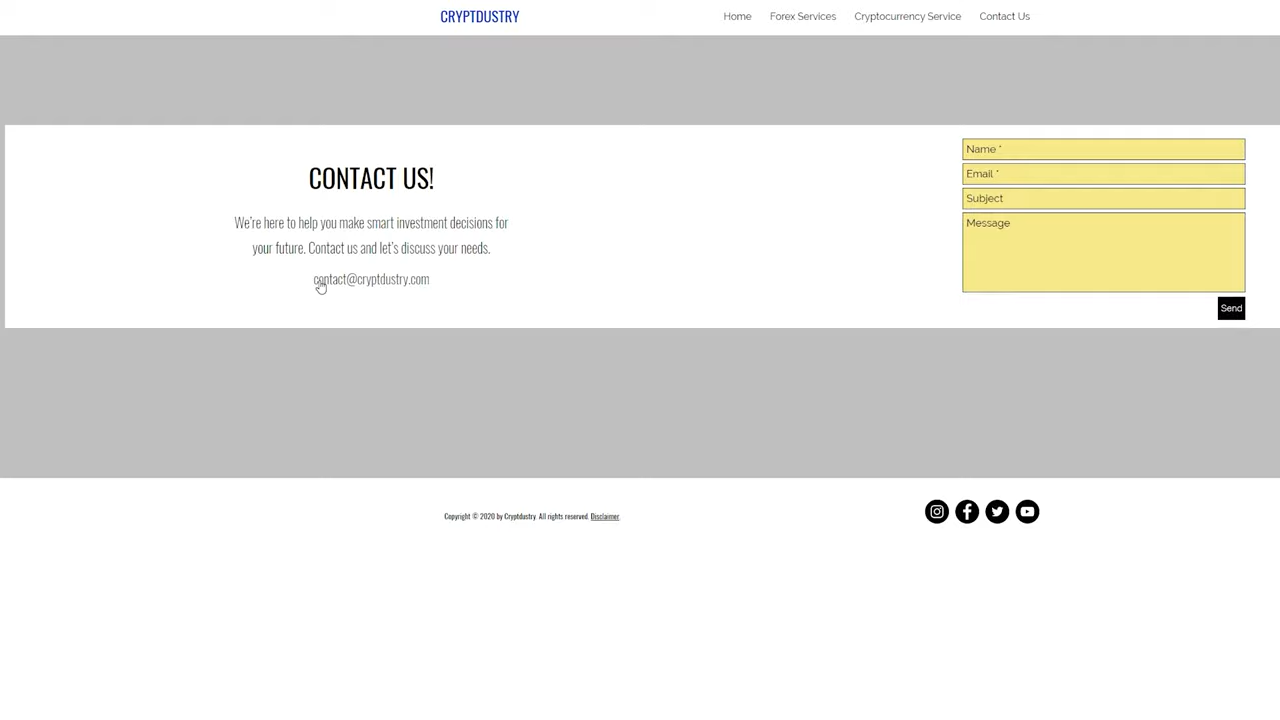 CRYPTDUSTRY
Home
Forex Services
Cryptocurrency Service
Contact Us
CONTACT US!
We're here to help you make smart investment decisions for
your future. Contact us and let's discuss your needs.
contact@cryptdustry.com
Name *
Email *
Subject
Message
Send
Copyright © 2020 by Cryptdustry. All rights reserved. Disclaimer.